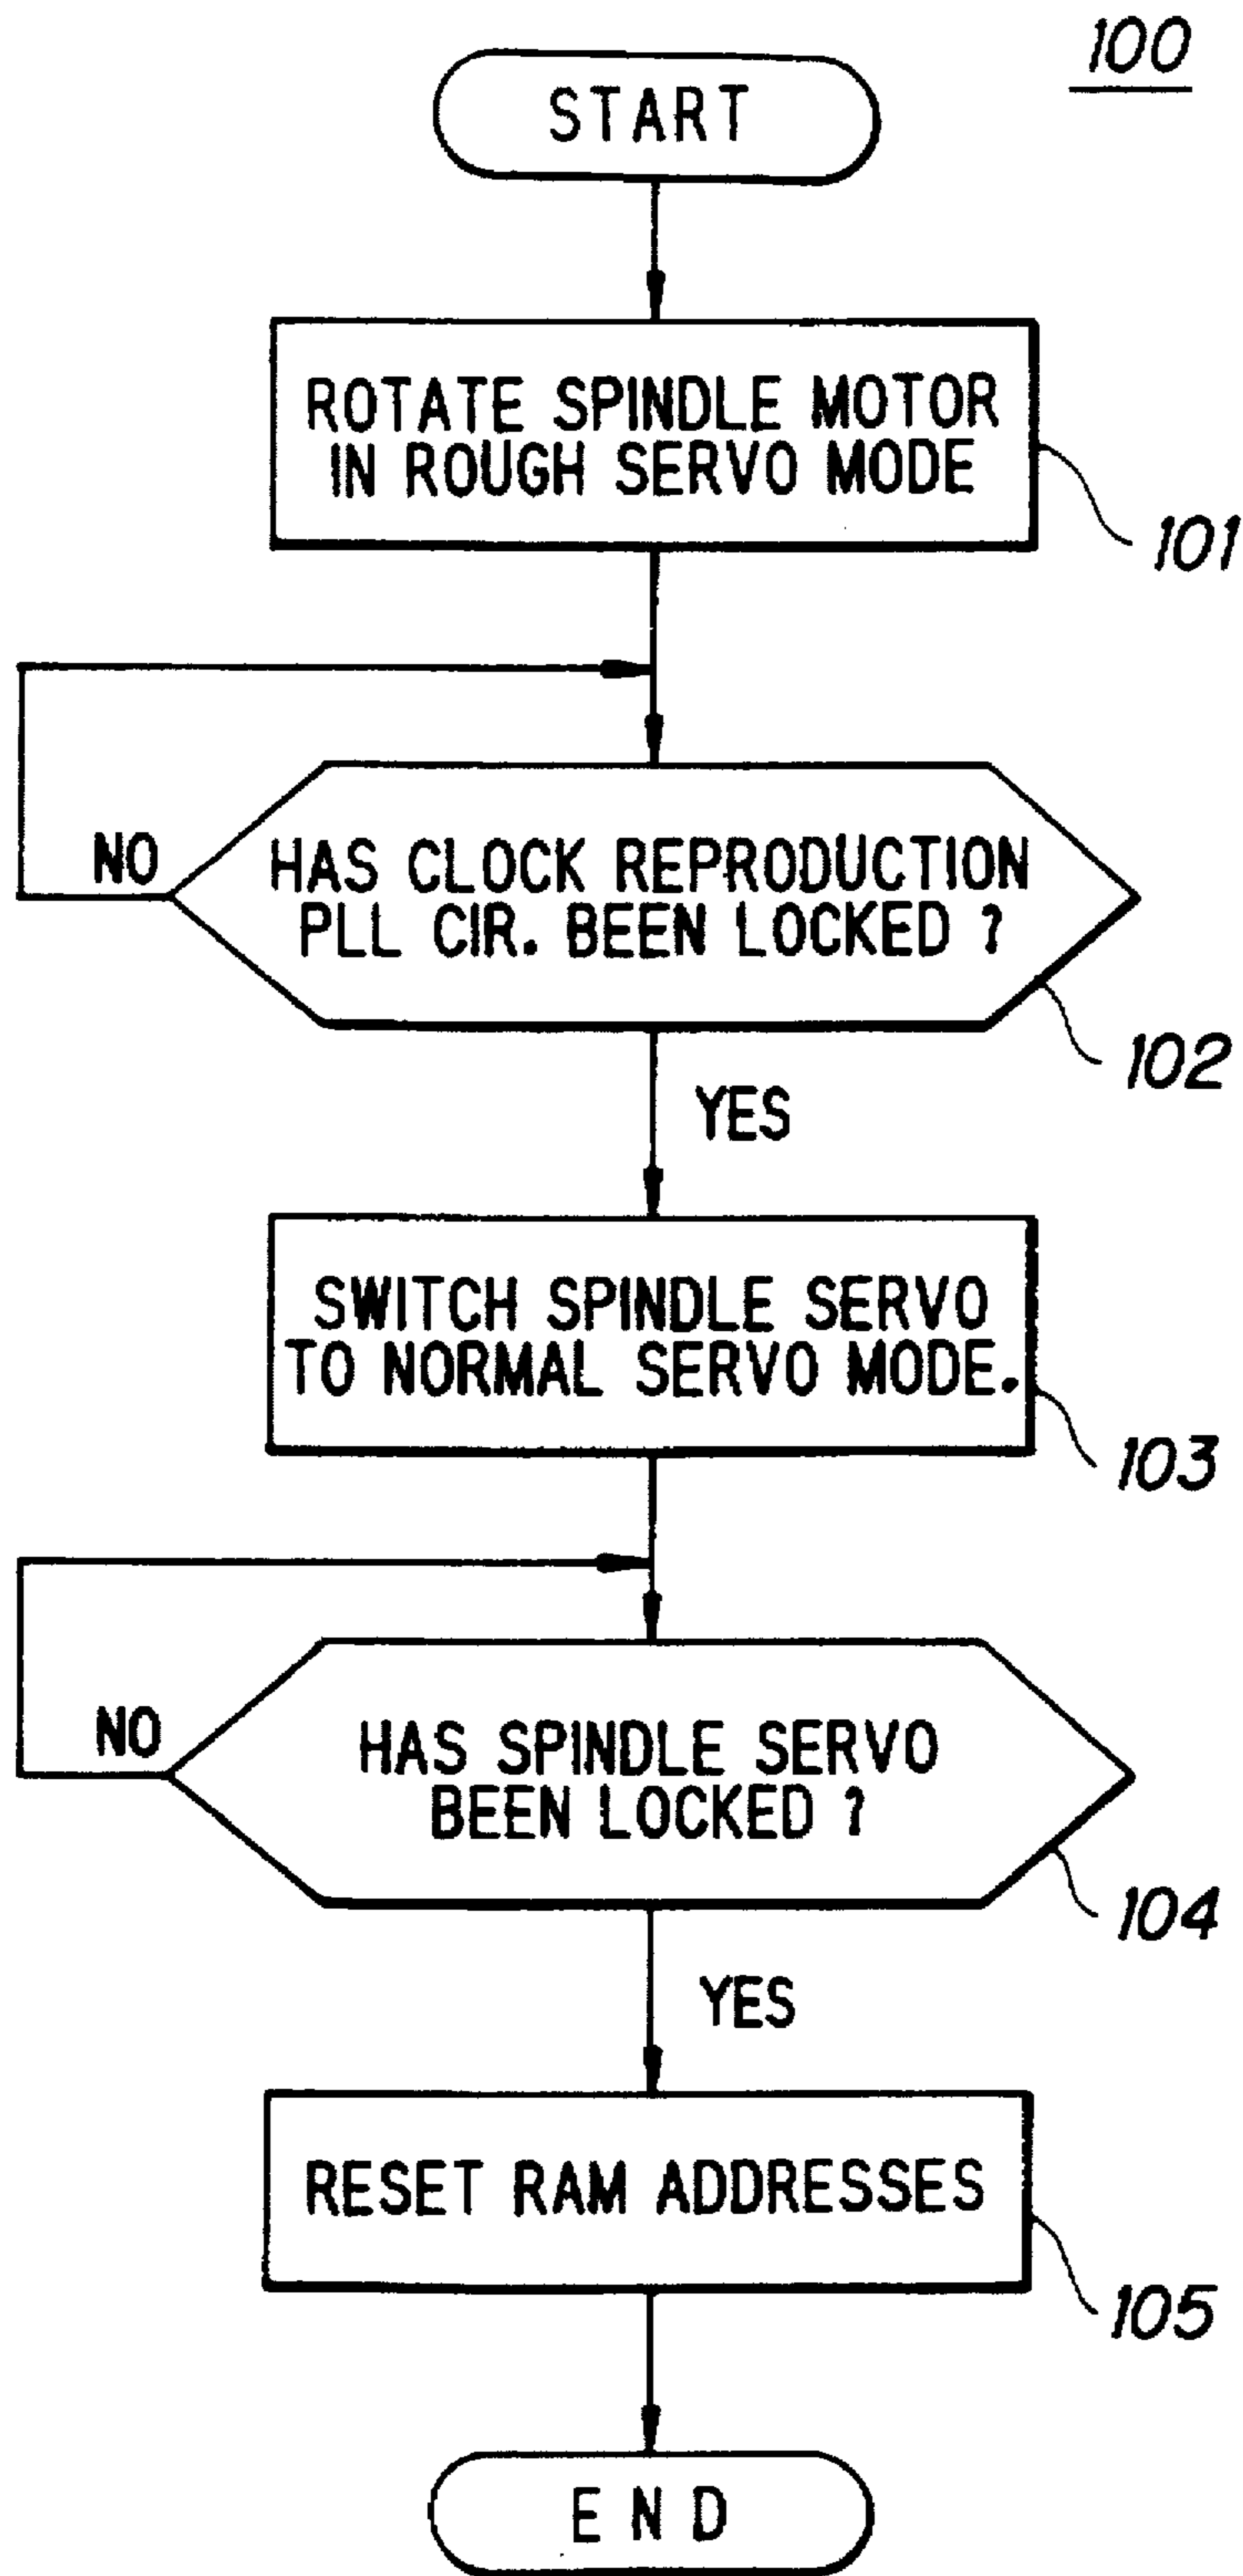 100
START
ROTATE SPINDLE MOTOR
IN ROUGH SERVO MODE
101
NO
HAS CLOCK REPRODUCTION
PLL CIR. BEEN LOCKED ?
102
YES
SWITCH SPINDLE SERVO
TO NORMAL SERVO MODE.
103
NO
HAS SPINDLE SERVO
BEEN LOCKED ?
104
YES
RESET RAM ADDRESSES
105
END